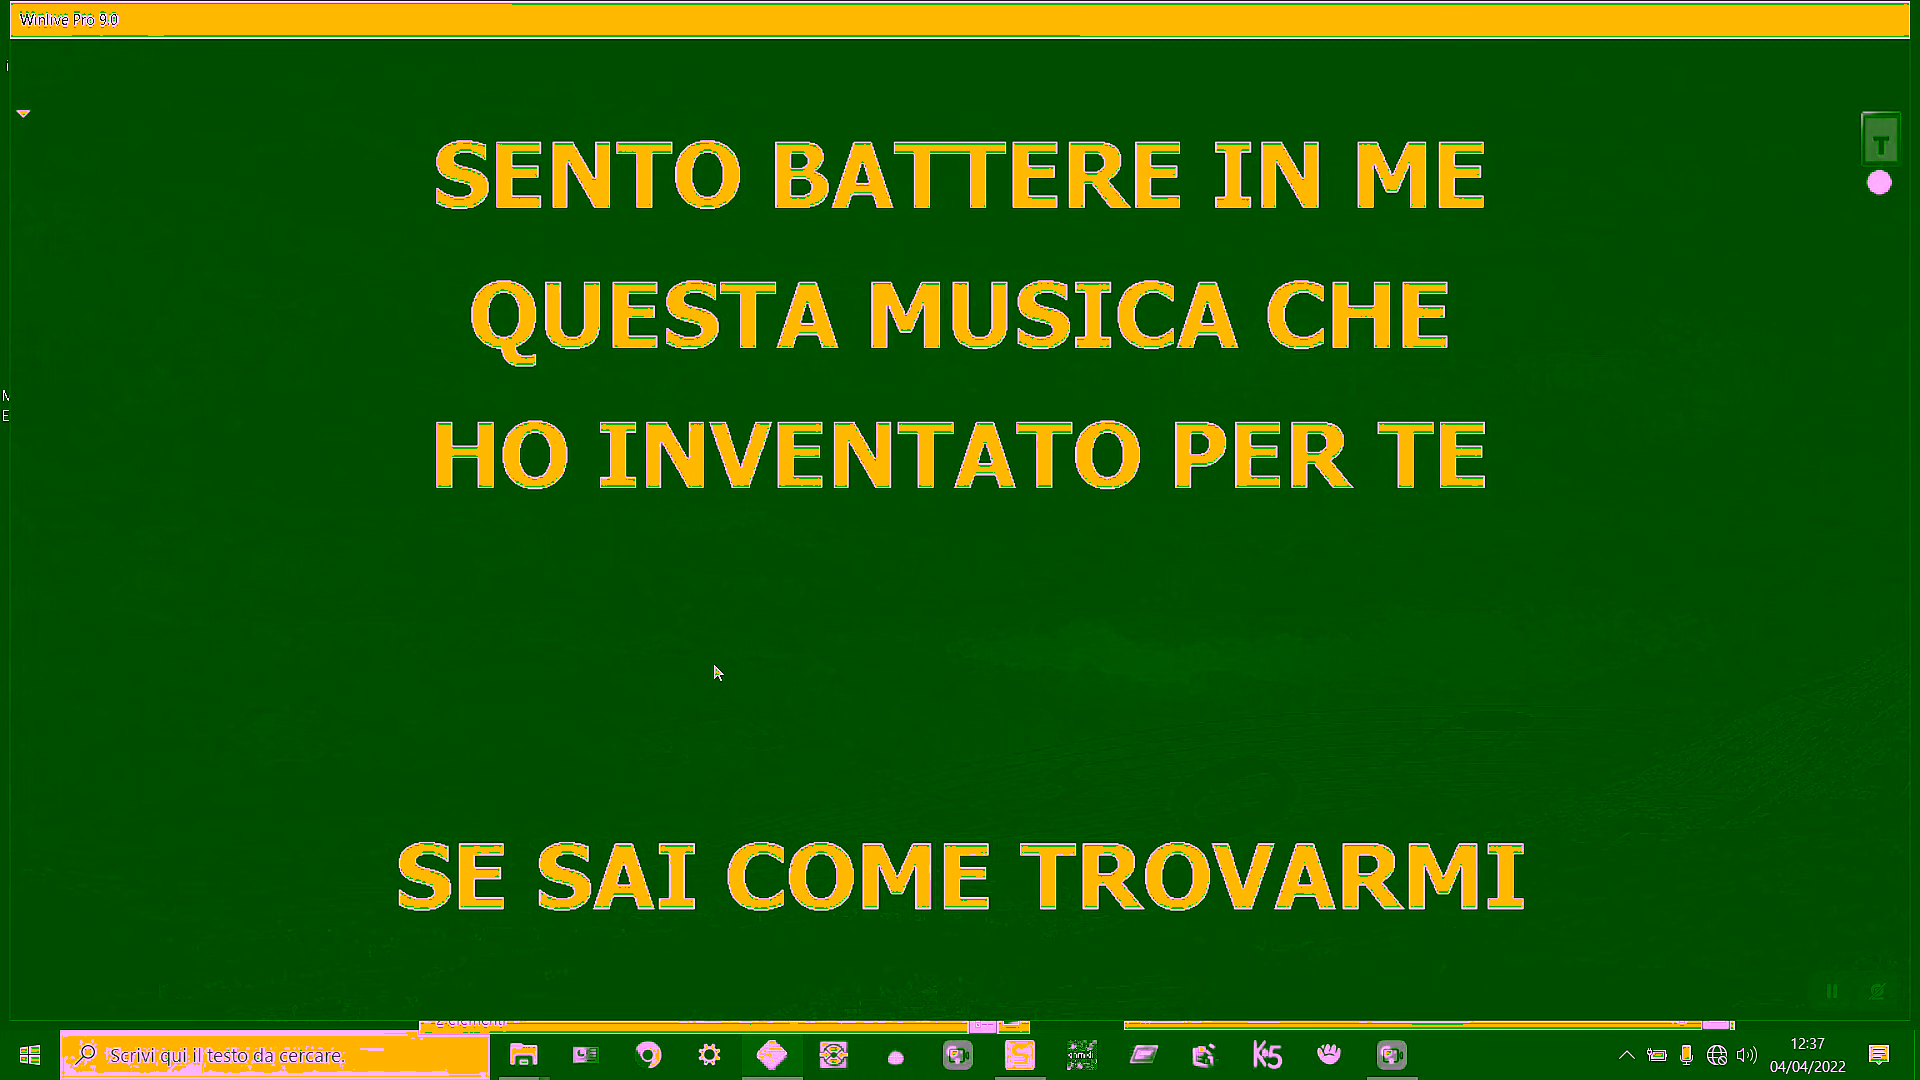 Winlive Pro 9.0
T
SENTO BATTERE IN ME
QUESTA MUSICA CHE
HO INVENTATO PER TE
SE SAI COME TROVARMI
Scrivi qui il testo da cercare.
K5
12:37
04/04/2022